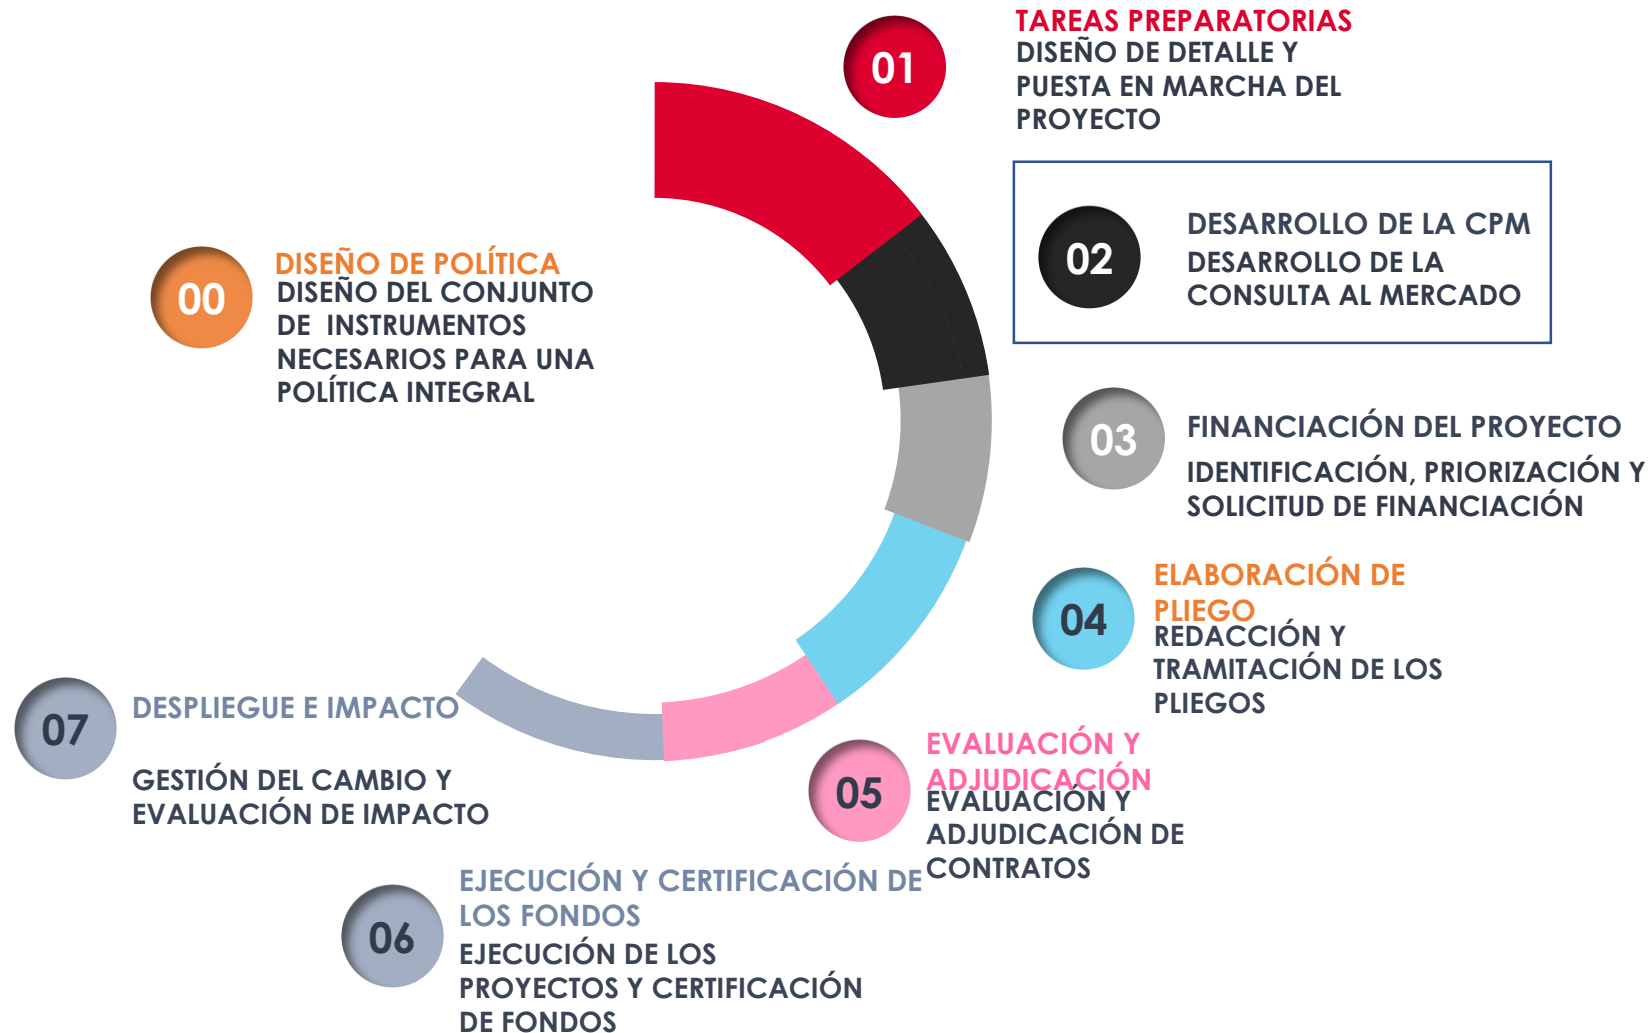 00
DISEÑO DE POLÍTICA
DISEÑO DEL CONJUNTO
DE INSTRUMENTOS
NECESARIOS PARA UNA
POLÍTICA INTEGRAL
01
TAREAS PREPARATORIAS
DISEÑO DE DETALLE Y
PUESTA EN MARCHA DEL
PROYECTO
02
DESARROLLO DE LA CPM
DESARROLLO DE LA
CONSULTA AL MERCADO
03
FINANCIACIÓN DEL PROYECTO
IDENTIFICACIÓN, PRIORIZACIÓN Y
SOLICITUD DE FINANCIACIÓN
04
ELABORACIÓN DE
PLIEGO
REDACCIÓN Y
TRAMITACIÓN DE LOS
PLIEGOS
05
EVALUACIÓN Y
ADJUDICACIÓN
EVALUACIÓN Y
ADJUDICACIÓN DE
CONTRATOS
06
EJECUCIÓN Y CERTIFICACIÓN DE
LOS FONDOS
EJECUCIÓN DE LOS
PROYECTOS Y CERTIFICACIÓN
DE FONDOS
07
DESPLIEGUE E IMPACTO
GESTIÓN DEL CAMBIO Y
EVALUACIÓN DE IMPACTO